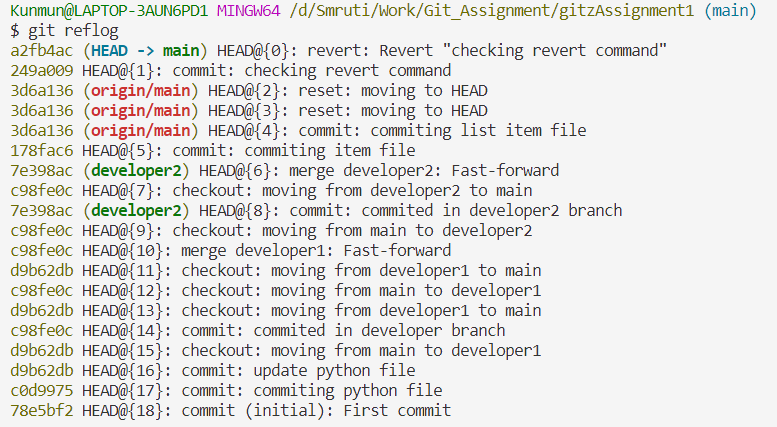 Kunmun@LAPTOP-3AUN6PD1 MINGW64 /d/Smruti/Work/Git_Assignment/gitzAssignment1 (main)
$ git reflog
a2fb4ac (HEAD -> main) HEAD@{0}: revert: Revert "checking revert command"
249a009 HEAD@{1}: commit: checking revert command
3d6a136 (origin/main) HEAD@{2}: reset: moving to HEAD
3d6a136 (origin/main) HEAD@{3}: reset: moving to HEAD
3d6a136 (origin/main) HEAD@{4}: commit: commiting list item file
178fac6 HEAD@{5}: commit: commiting item file
7e398ac (developer2) HEAD@{6}: merge developer2: Fast-forward
c98fe0c HEAD@{7}: checkout: moving from developer2 to main
7e398ac (developer2) HEAD@{8}: commit: commited in developer2 branch
c98fe0c HEAD@{9}: checkout: moving from main to developer2
c98fe0c HEAD@{10}: merge developer1: Fast-forward
d9b62db HEAD@{11}: checkout: moving from developer1 to main
c98fe0c HEAD@{12}: checkout: moving from main to developer1
d9b62db HEAD@{13}: checkout: moving from developer1 to main
c98fe0c HEAD@{14}: commit: commited in developer branch
d9b62db HEAD@{15}: checkout: moving from main to developer1
d9b62db HEAD@{16}: commit: update python file
c0d9975 HEAD@{17}: commit: commiting python file
78e5bf2 HEAD@{18}: commit (initial): First commit